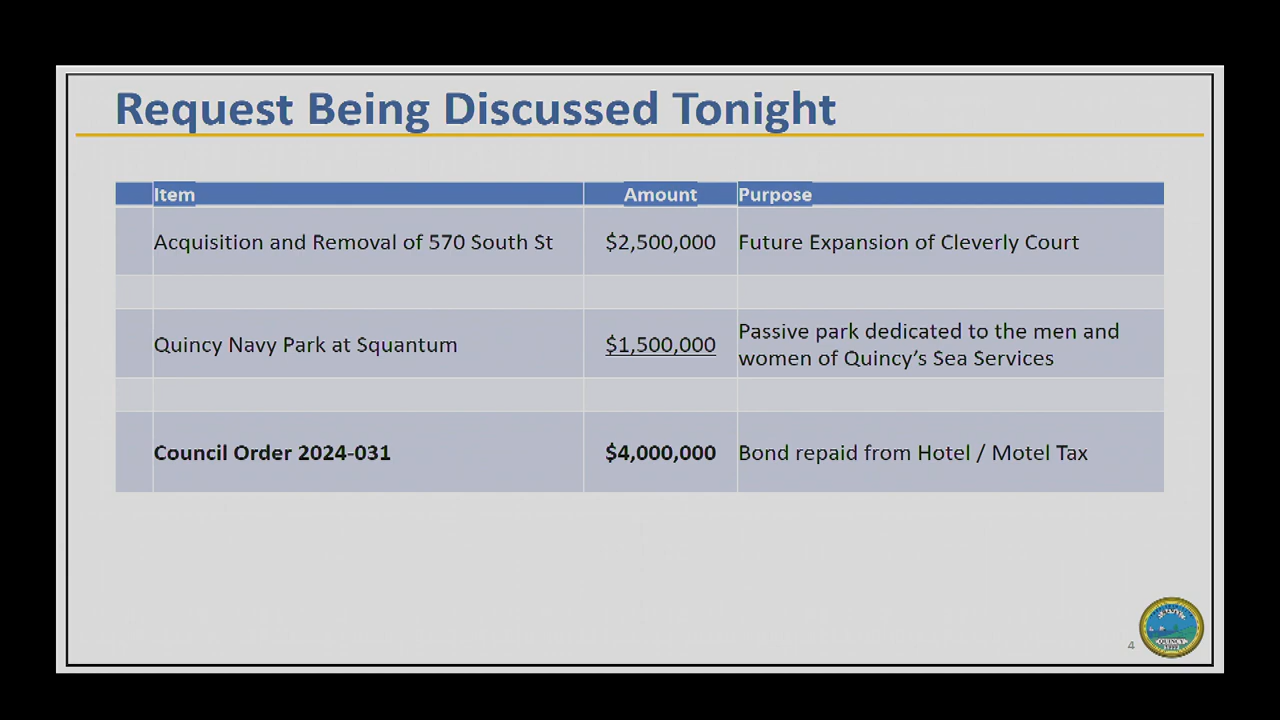 Request Being Discussed Tonight
Item Amount Purpose
Acquisition and Removal of 570 South St $2,500,000 Future Expansion of Cleverly Court
Quincy Navy Park at Squantum $1,500,000 Passive park dedicated to the men and
women of Quincy’s Sea Services
Council Order 2024-031 $4,000,000 Bond repaid from Hotel / Motel Tax
4
QUINCY